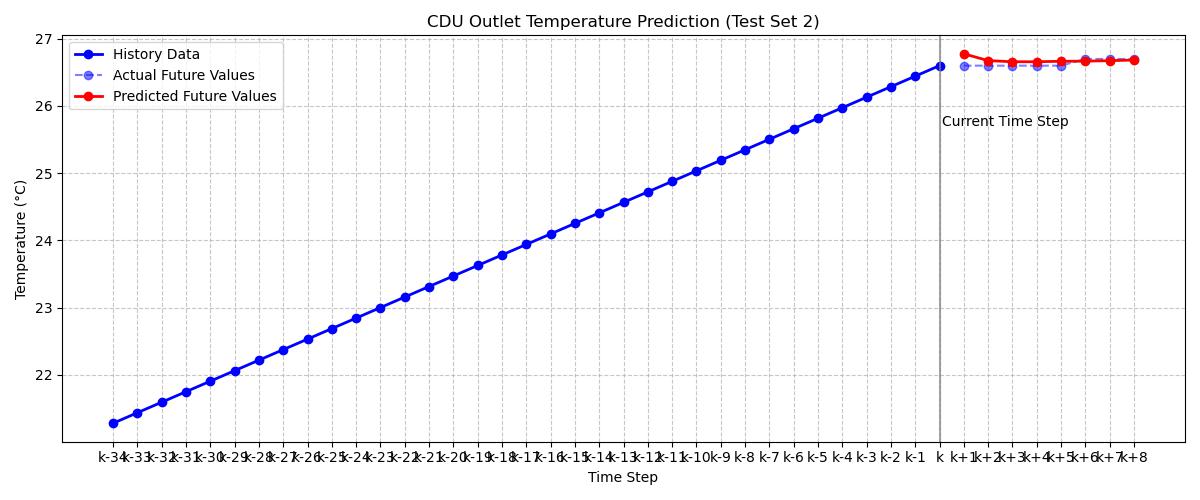 CDU Outlet Temperature Prediction (Test Set 2)
History Data
Actual Future Values
Predicted Future Values
27
26
25
24
23
22
Temperature (°C)
Current Time Step
k-34 k-33 k-32 k-31 k-30 k-29 k-28 k-27 k-26 k-25 k-24 k-23 k-22 k-21 k-20 k-19 k-18 k-17 k-16 k-15 k-14 k-13 k-12 k-11 k-10 k-9 k-8 k-7 k-6 k-5 k-4 k-3 k-2 k-1 k k+1 k+2 k+3 k+4 k+5 k+6 k+7 k+8
Time Step